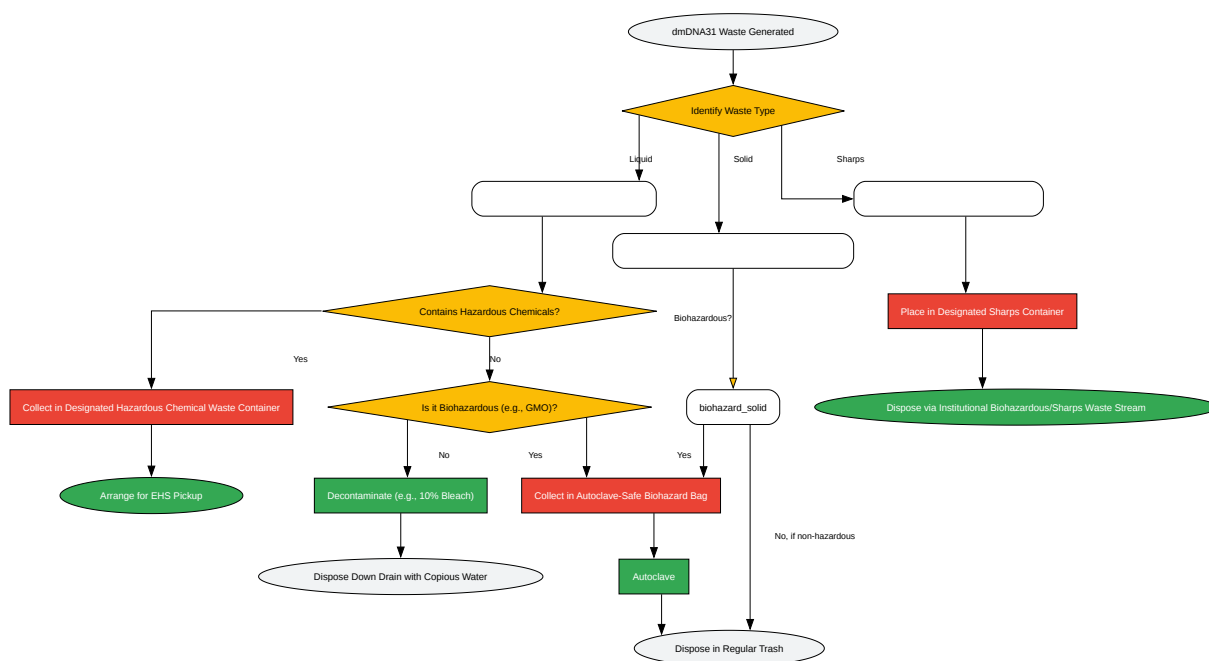 dmDNA31 Waste Generated
Identify Waste Type
Liquid
Solid
Sharps
Contains Hazardous Chemicals?
Biohazardous?
Place in Designated Sharps Container
Yes
No
Collect in Designated Hazardous Chemical Waste Container
Is it Biohazardous (e.g., GMO)?
biohazard_solid
Dispose via Institutional Biohazardous/Sharps Waste Stream
No
Yes
Yes
Arrange for EHS Pickup
Decontaminate (e.g., 10% Bleach)
Collect in Autoclave-Safe Biohazard Bag
No, if non-hazardous
Dispose Down Drain with Copious Water
Autoclave
Dispose in Regular Trash